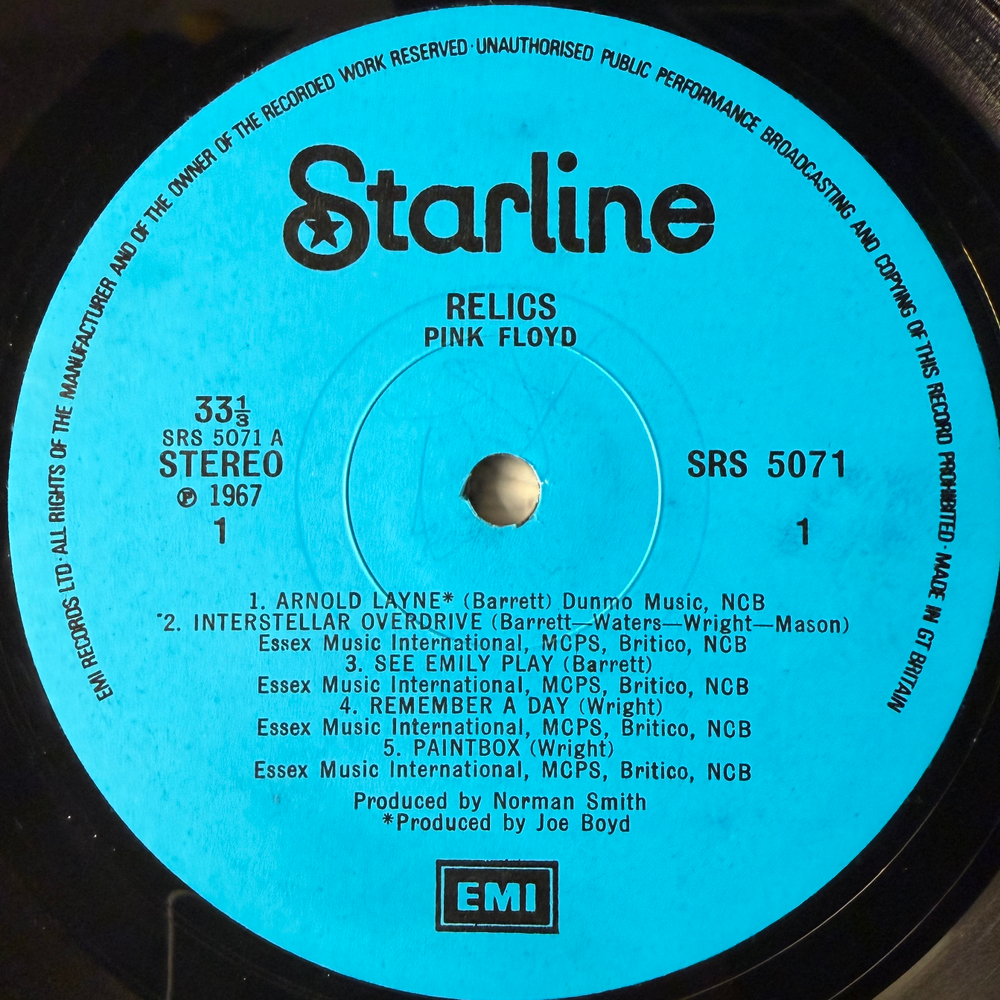 EMI RECORDS LTD · ALL RIGHTS OF THE MANUFACTURER AND OF THE OWNER OF THE RECORDED WORK RESERVED · UNAUTHORISED PUBLIC PERFORMANCE BROADCASTING AND COPYING OF THIS RECORD PROHIBITED · MADE IN GT BRITAIN
Starline
RELICS
PINK FLOYD
33⅓
SRS 5071 A
STEREO
℗ 1967
1
SRS 5071
1
1. ARNOLD LAYNE* (Barrett) Dunmo Music, NCB
2. INTERSTELLAR OVERDRIVE (Barrett—Waters—Wright—Mason)
Essex Music International, MCPS, Britico, NCB
3. SEE EMILY PLAY (Barrett)
Essex Music International, MCPS, Britico, NCB
4. REMEMBER A DAY (Wright)
Essex Music International, MCPS, Britico, NCB
5. PAINTBOX (Wright)
Essex Music International, MCPS, Britico, NCB
Produced by Norman Smith
*Produced by Joe Boyd
EMI